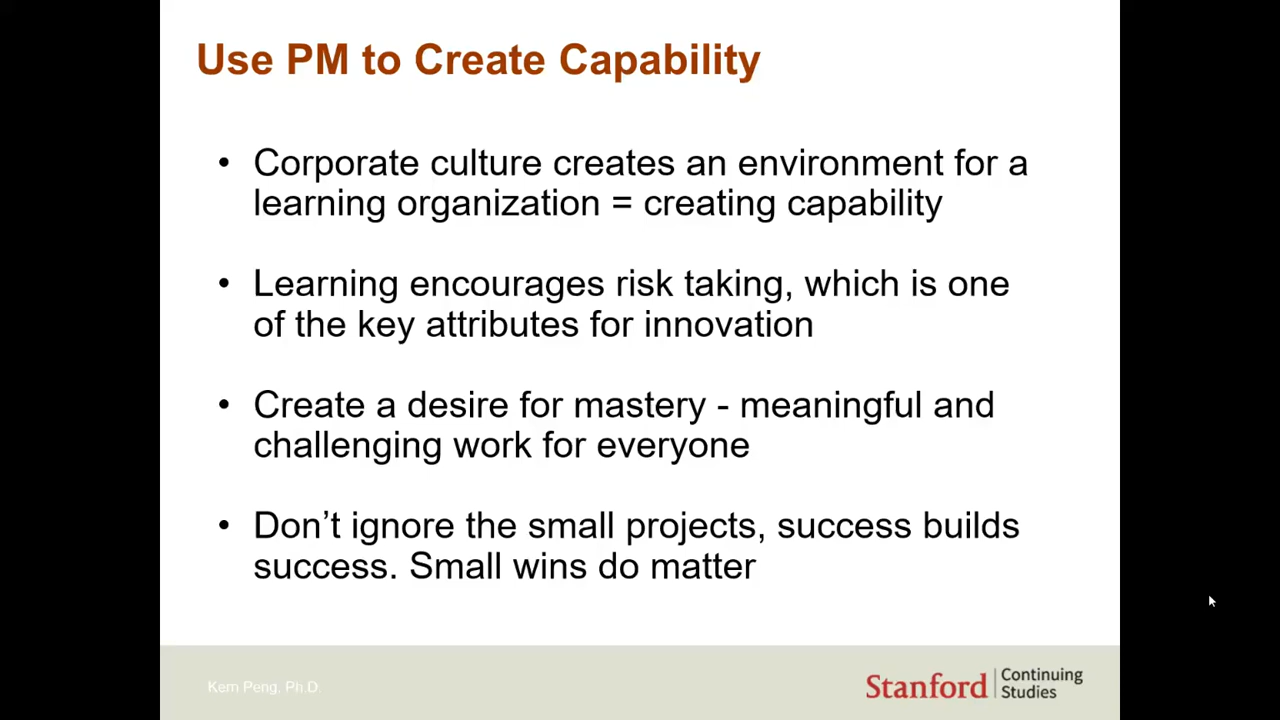 Use PM to Create Capability
• Corporate culture creates an environment for a
learning organization = creating capability
• Learning encourages risk taking, which is one
of the key attributes for innovation
• Create a desire for mastery - meaningful and
challenging work for everyone
• Don’t ignore the small projects, success builds
success. Small wins do matter
Kern Peng, Ph.D.
Stanford
Continuing
Studies